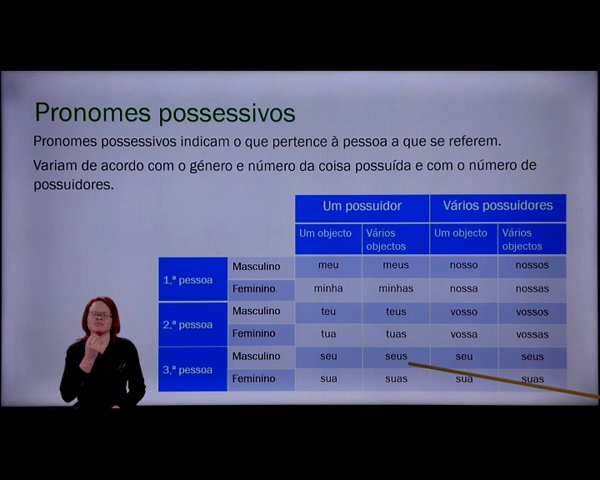 Pronomes possessivos
Pronomes possessivos indicam o que pertence à pessoa a que se referem.
Variam de acordo com o género e número da coisa possuída e com o número de
possuidores.
Um possuidor Vários possuidores
Um objecto Vários objectos Um objecto Vários objectos
1.ª pessoa Masculino meu meus nosso nossos
Feminino minha minhas nossa nossas
2.ª pessoa Masculino teu teus vosso vossos
Feminino tua tuas vossa vossas
3.ª pessoa Masculino seu seus seu seus
Feminino sua suas sua suas